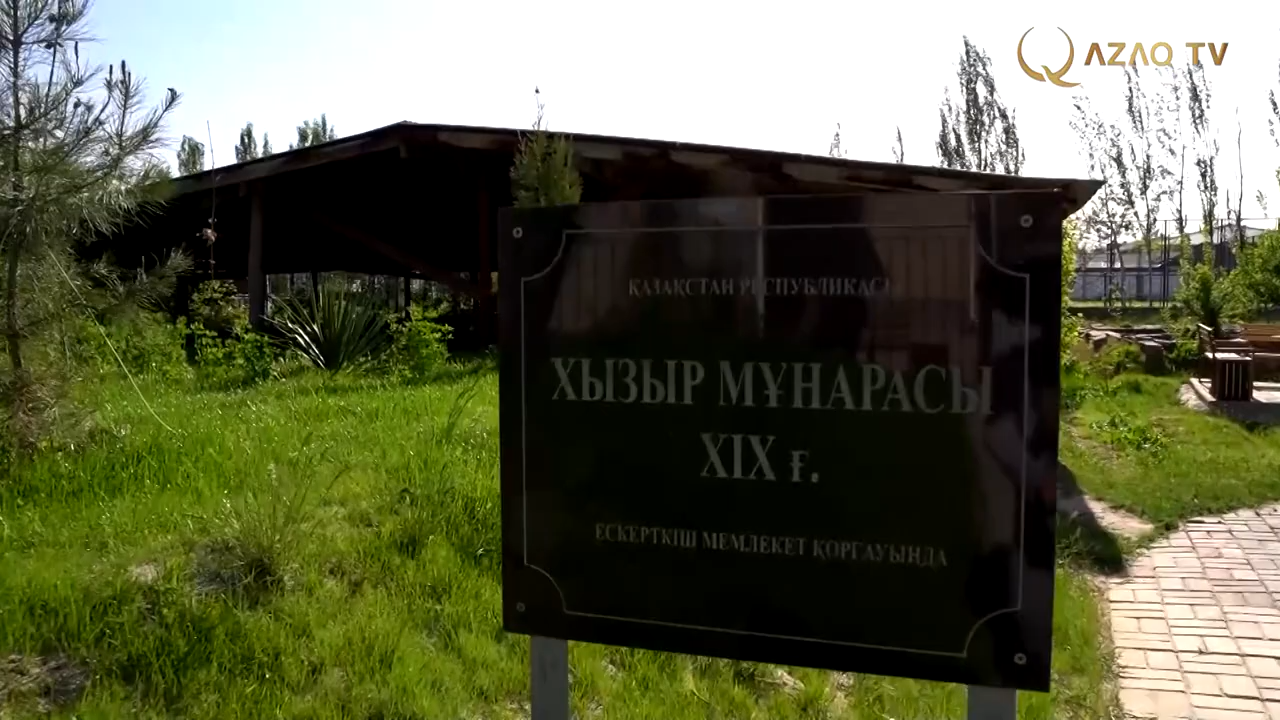 QAZAQ TV
ҚАЗАҚСТАН РЕСПУБЛИКАСЫ
ХЫЗЫР МҰНАРАСЫ
XIX ғ.
ЕСКЕРТКІШ МЕМЛЕКЕТ ҚОРҒАУЫНДА